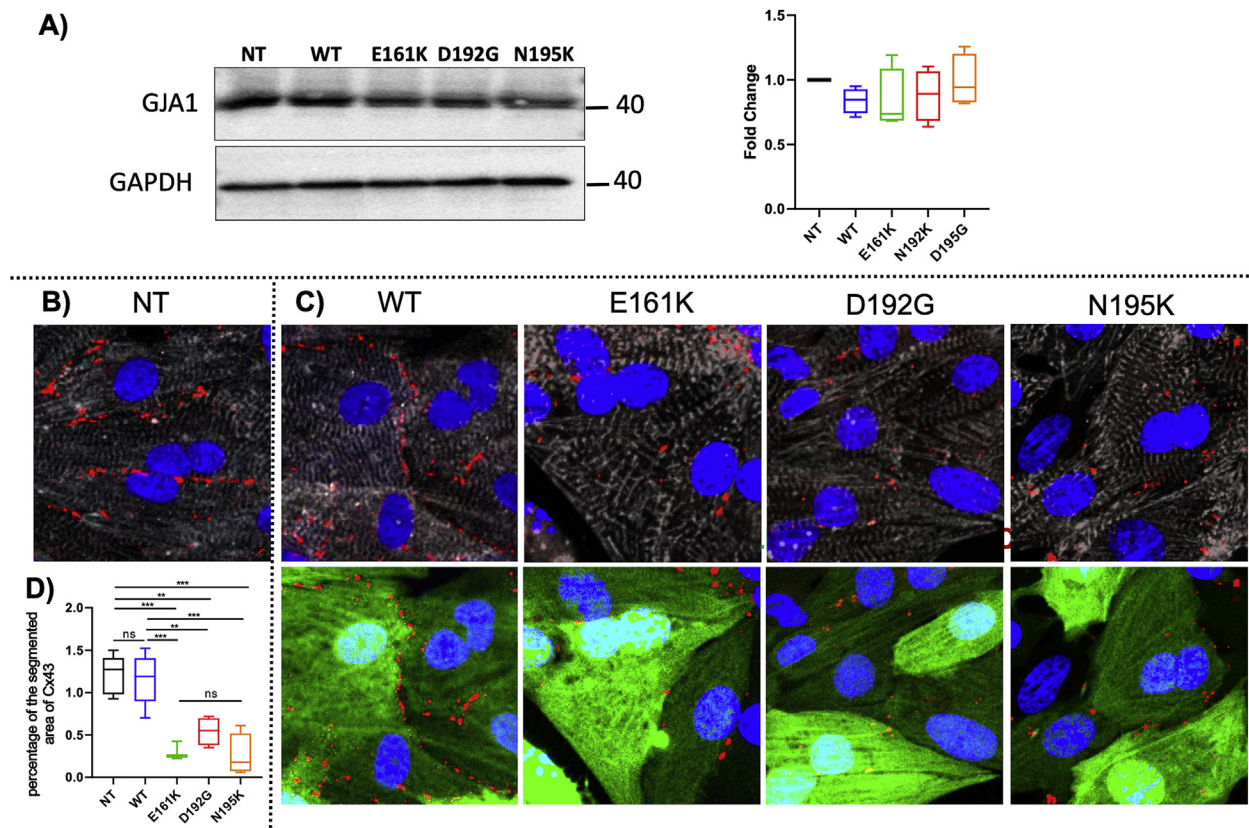 A)
NT WT E161K D192G N195K
GJA1
40
GAPDH
40
Fold Change
1.5
1.0
0.5
0.0
NT
WT
E161K
N192K
D195G
B) NT
C) WT E161K D192G N195K
D)
percentage of the segmented
area of Cx43
2.0
1.5
1.0
0.5
0.0
***
**
***
***
**
ns
***
ns
NT
WT
E161K
D192G
N195K